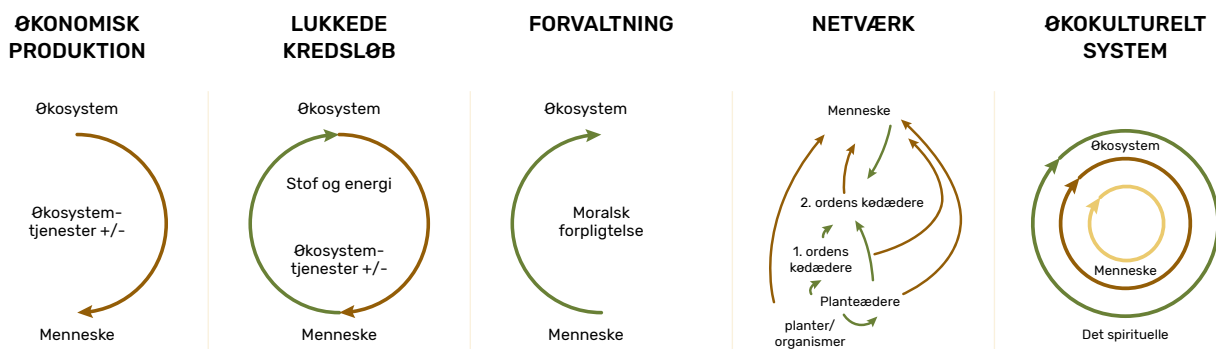 ØKONOMISK
PRODUKTION
Økosystem
Økosystem-
tjenester +/-
Menneske
LUKKEDE
KREDSLØB
Økosystem
Stof og energi
Økosystem-
tjenester +/-
Menneske
FORVALTNING
Økosystem
Moralsk
forpligtelse
Menneske
NETVÆRK
Menneske
2. ordens kødædere
1. ordens
kødædere
Planteædere
planter/
organismer
ØKOKULTURELT
SYSTEM
Økosystem
Menneske
Det spirituelle